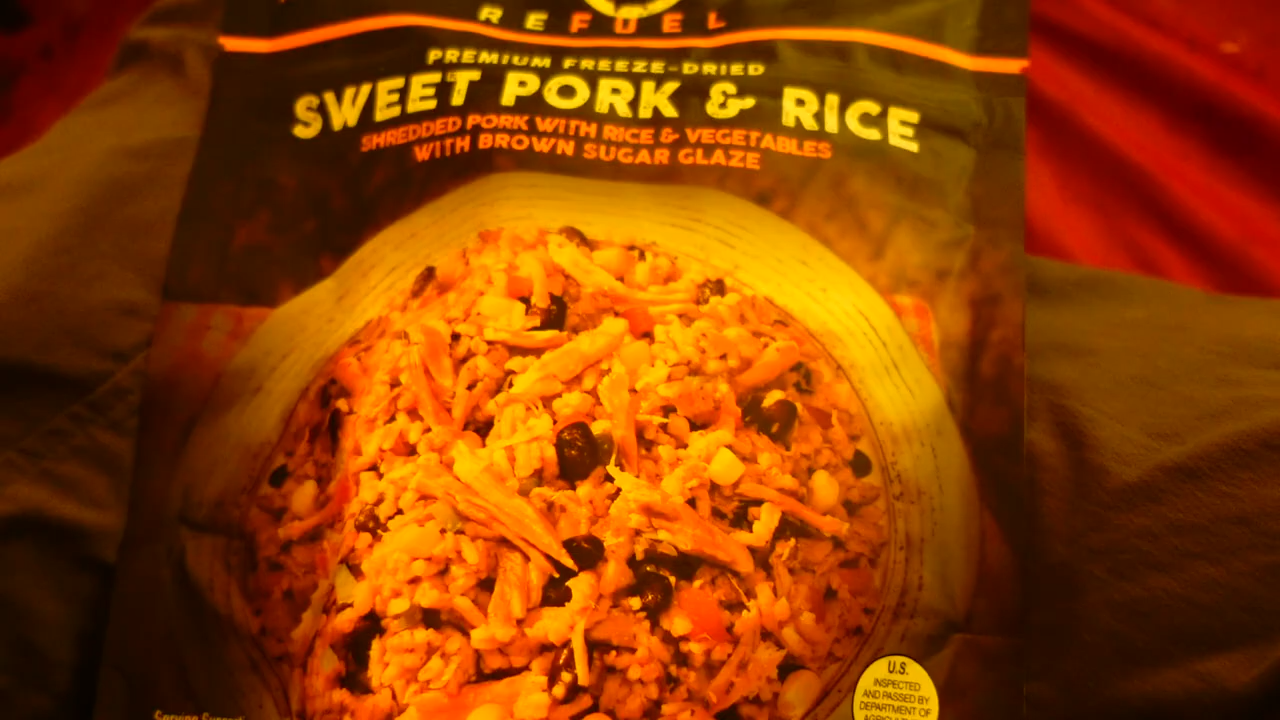 REFUEL
PREMIUM FREEZE-DRIED
SWEET PORK & RICE
SHREDDED PORK WITH RICE & VEGETABLES
WITH BROWN SUGAR GLAZE
U.S.
INSPECTED
AND PASSED BY
DEPARTMENT OF